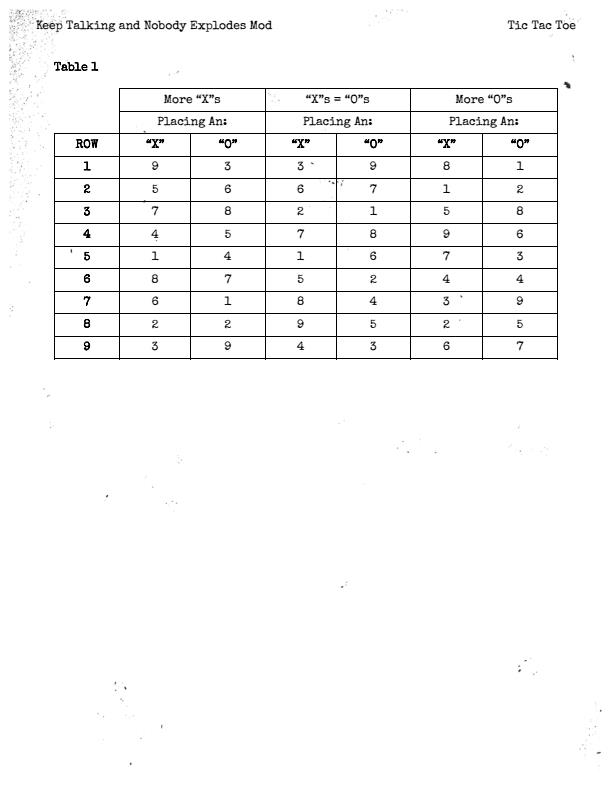 Keep Talking and Nobody Explodes Mod Tic Tac Toe
Table 1
More “X”s “X”s = “O”s More “O”s
Placing An: Placing An: Placing An:
ROW “X” “O” “X” “O” “X” “O”
1 9 3 3 9 8 1
2 5 6 6 7 1 2
3 7 8 2 1 5 8
4 4 5 7 8 9 6
5 1 4 1 6 7 3
6 8 7 5 2 4 4
7 6 1 8 4 3 9
8 2 2 9 5 2 5
9 3 9 4 3 6 7